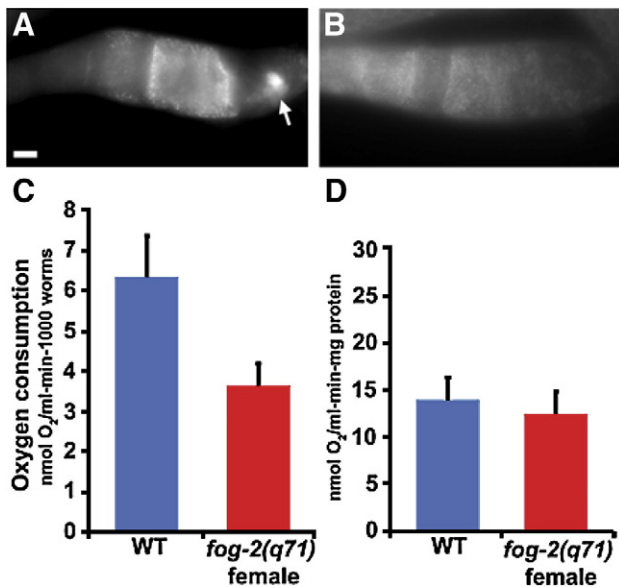 A
B
C
Oxygen consumption
nmol O2/ml-min-1000 worms
8
7
6
5
4
3
2
1
0
WT
fog-2(q71)
female
D
nmol O2/ml-min-mg protein
30
25
20
15
10
5
0
WT
fog-2(q71)
female